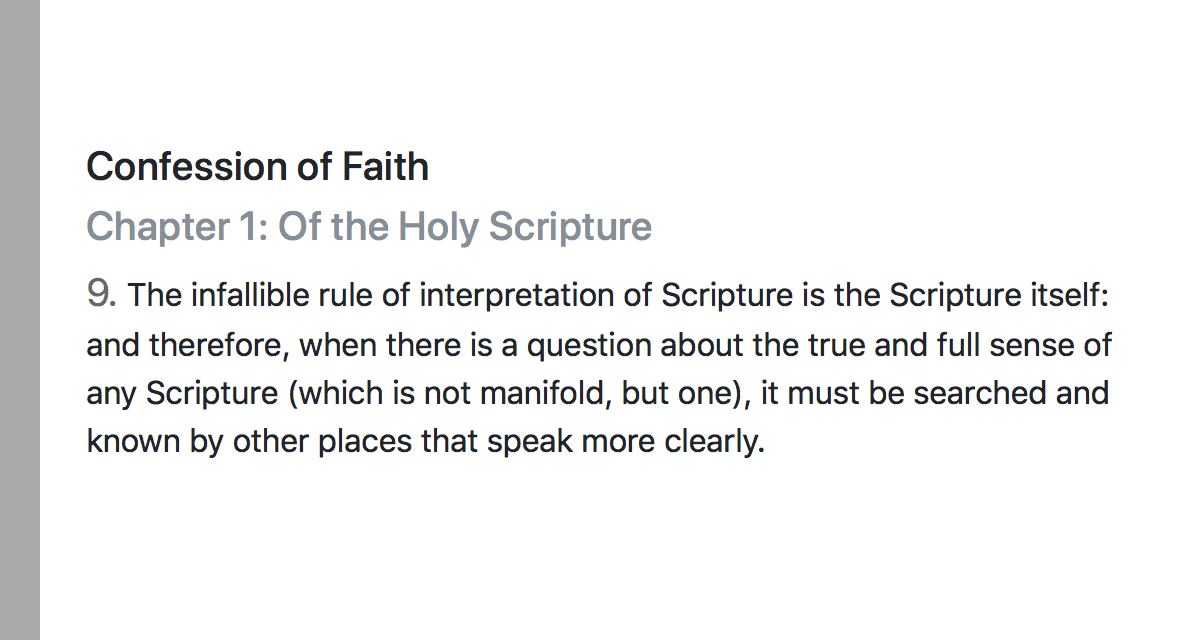 Confession of Faith
Chapter 1: Of the Holy Scripture
9. The infallible rule of interpretation of Scripture is the Scripture itself:
and therefore, when there is a question about the true and full sense of
any Scripture (which is not manifold, but one), it must be searched and
known by other places that speak more clearly.